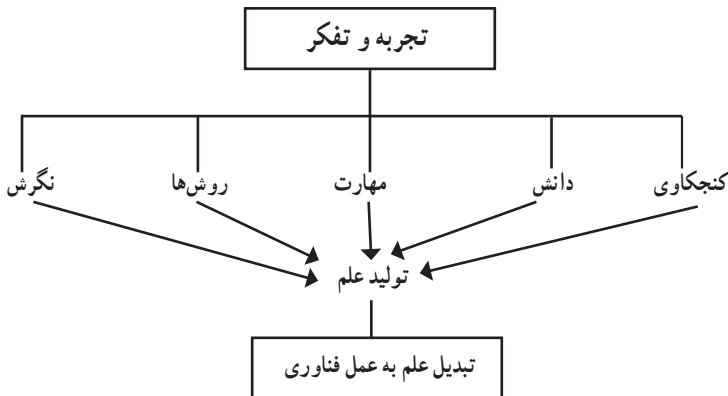 تجربه و تفکر
کنجکاوی دانش مهارت روش‌ها نگرش
تولید علم
تبدیل علم به عمل فناوری